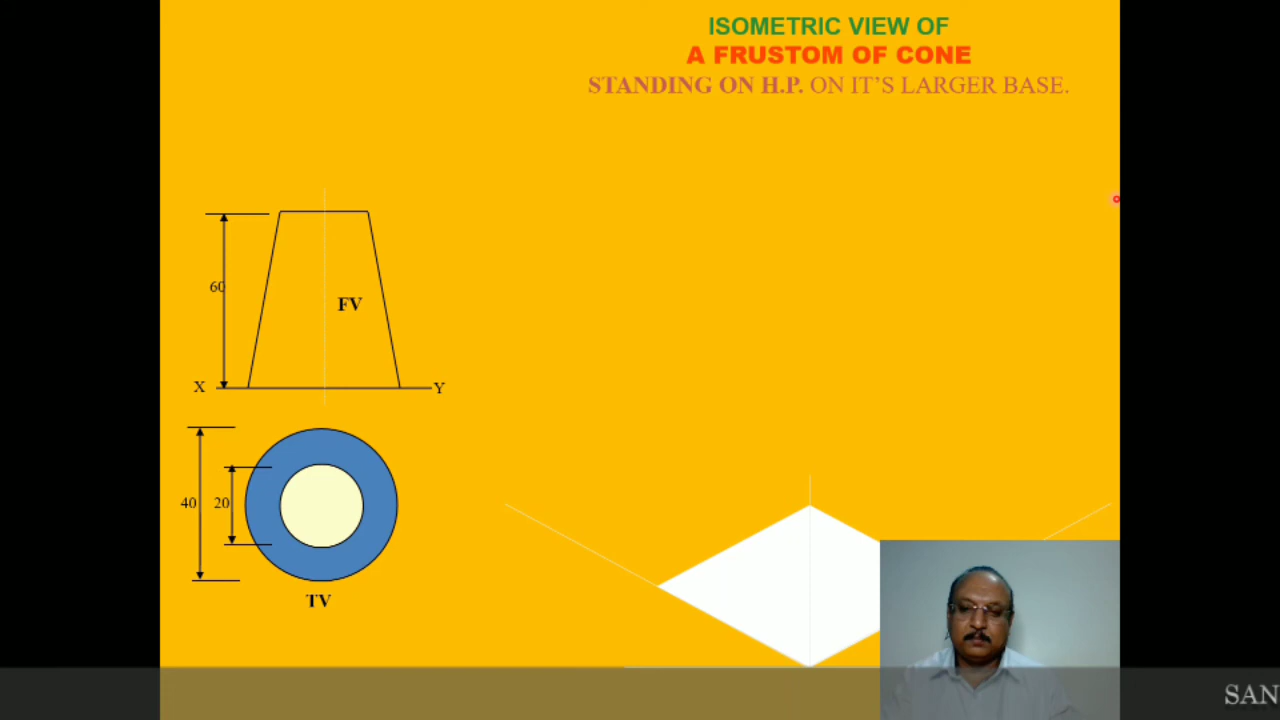 ISOMETRIC VIEW OF
A FRUSTOM OF CONE
STANDING ON H.P. ON IT’S LARGER BASE.
60
FV
X
Y
40
20
TV
SAN